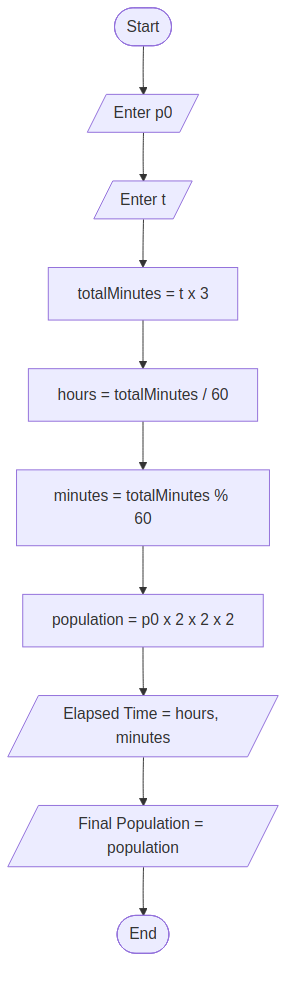 Start
Enter p0
Enter t
totalMinutes = t x 3
hours = totalMinutes / 60
minutes = totalMinutes %
60
population = p0 x 2 x 2 x 2
Elapsed Time = hours,
minutes
Final Population =
population
End